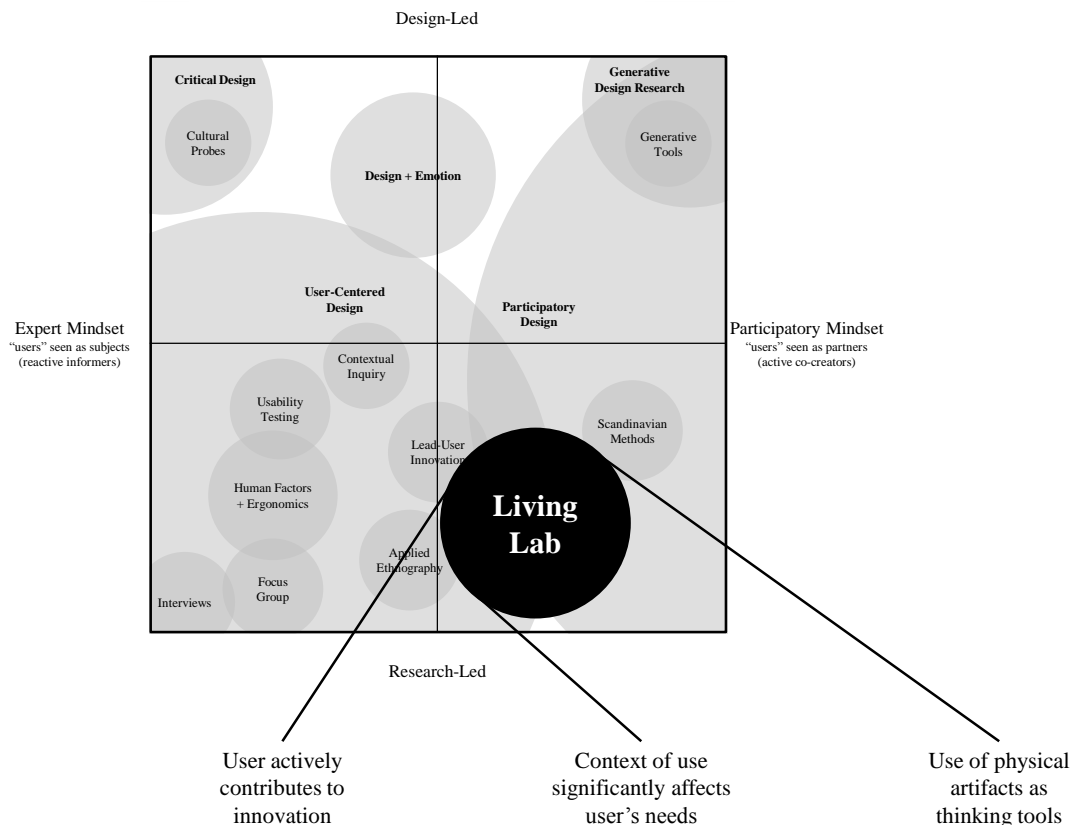 Design-Led
Critical Design
Cultural
Probes
Generative
Design Research
Generative
Tools
Design + Emotion
User-Centered
Design
Participatory
Design
Expert Mindset
“users” seen as subjects
(reactive informers)
Participatory Mindset
“users” seen as partners
(active co-creators)
Contextual
Inquiry
Usability
Testing
Lead-User
Innovation
Scandinavian
Methods
Human Factors
+ Ergonomics
Living
Lab
Applied
Ethnography
Focus
Group
Interviews
Research-Led
User actively
contributes to
innovation
Context of use
significantly affects
user’s needs
Use of physical
artifacts as
thinking tools